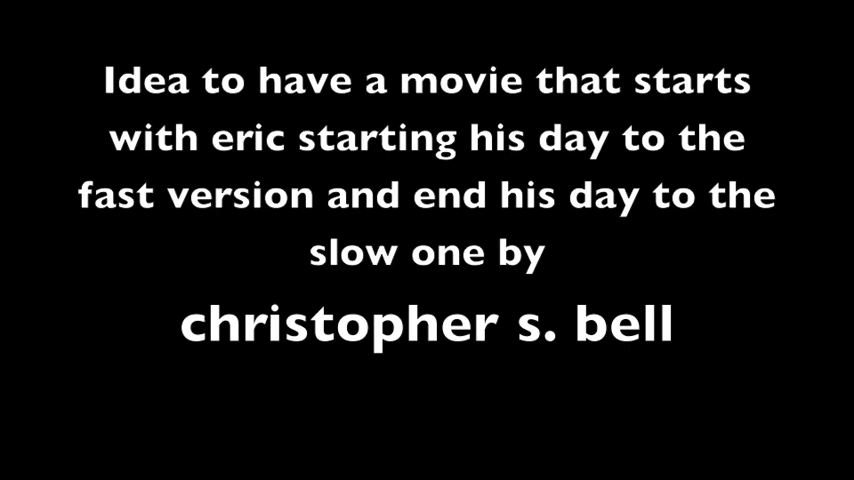 Idea to have a movie that starts
with eric starting his day to the
fast version and end his day to the
slow one by
christopher s. bell